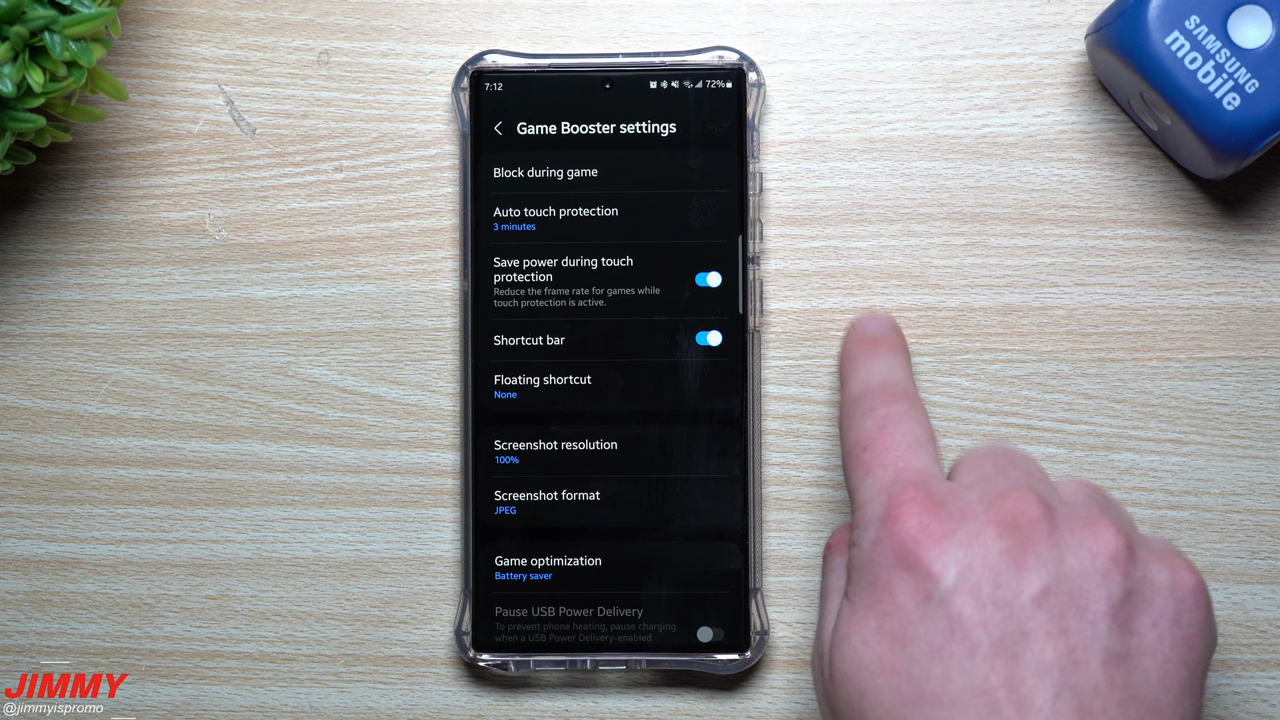 7:12
72%
Game Booster settings
Block during game
Auto touch protection
3 minutes
Save power during touch
protection
Reduce the frame rate for games while
touch protection is active.
Shortcut bar
Floating shortcut
None
Screenshot resolution
100%
Screenshot format
JPEG
Game optimization
Battery saver
Pause USB Power Delivery
To prevent phone heating, pause charging
when a USB Power Delivery-enabled
SAMSUNG
mobile
JIMMY
@jimmyispromo